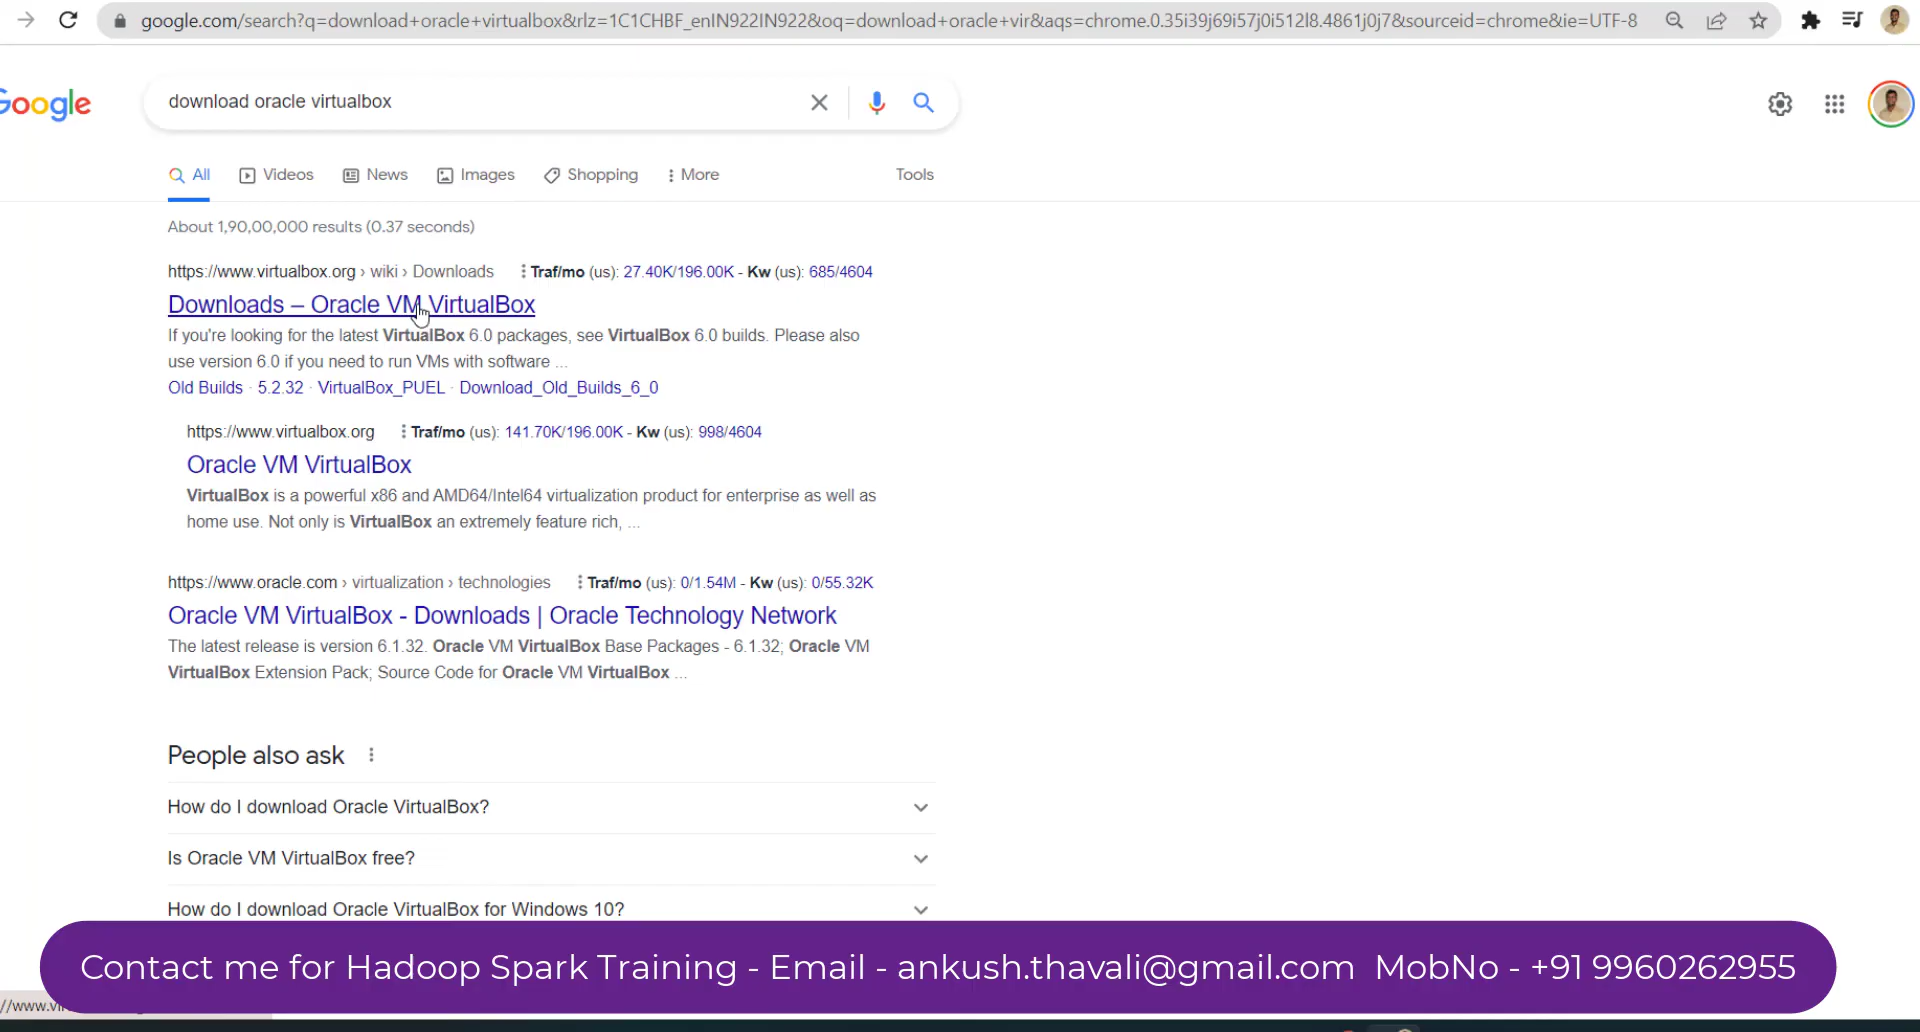 google.com/search?q=download+oracle+virtualbox&rlz=1C1CHBF_enIN922IN922&oq=download+oracle+vir&aqs=chrome.0.35i39j69i57j0i512l8.4861j0j7&sourceid=chrome&ie=UTF-8
Google
download oracle virtualbox
All Videos News Images Shopping More Tools
About 1,90,00,000 results (0.37 seconds)
https://www.virtualbox.org › wiki › Downloads Traf/mo (us): 27.40K/196.00K - Kw (us): 685/4604
Downloads – Oracle VM VirtualBox
If you're looking for the latest VirtualBox 6.0 packages, see VirtualBox 6.0 builds. Please also
use version 6.0 if you need to run VMs with software ...
Old Builds · 5.2.32 · VirtualBox_PUEL · Download_Old_Builds_6_0
https://www.virtualbox.org Traf/mo (us): 141.70K/196.00K - Kw (us): 998/4604
Oracle VM VirtualBox
VirtualBox is a powerful x86 and AMD64/Intel64 virtualization product for enterprise as well as
home use. Not only is VirtualBox an extremely feature rich, ...
https://www.oracle.com › virtualization › technologies Traf/mo (us): 0/1.54M - Kw (us): 0/55.32K
Oracle VM VirtualBox - Downloads | Oracle Technology Network
The latest release is version 6.1.32. Oracle VM VirtualBox Base Packages - 6.1.32; Oracle VM
VirtualBox Extension Pack; Source Code for Oracle VM VirtualBox ...
People also ask
How do I download Oracle VirtualBox?
Is Oracle VM VirtualBox free?
How do I download Oracle VirtualBox for Windows 10?
Contact me for Hadoop Spark Training - Email - ankush.thavali@gmail.com MobNo - +91 9960262955